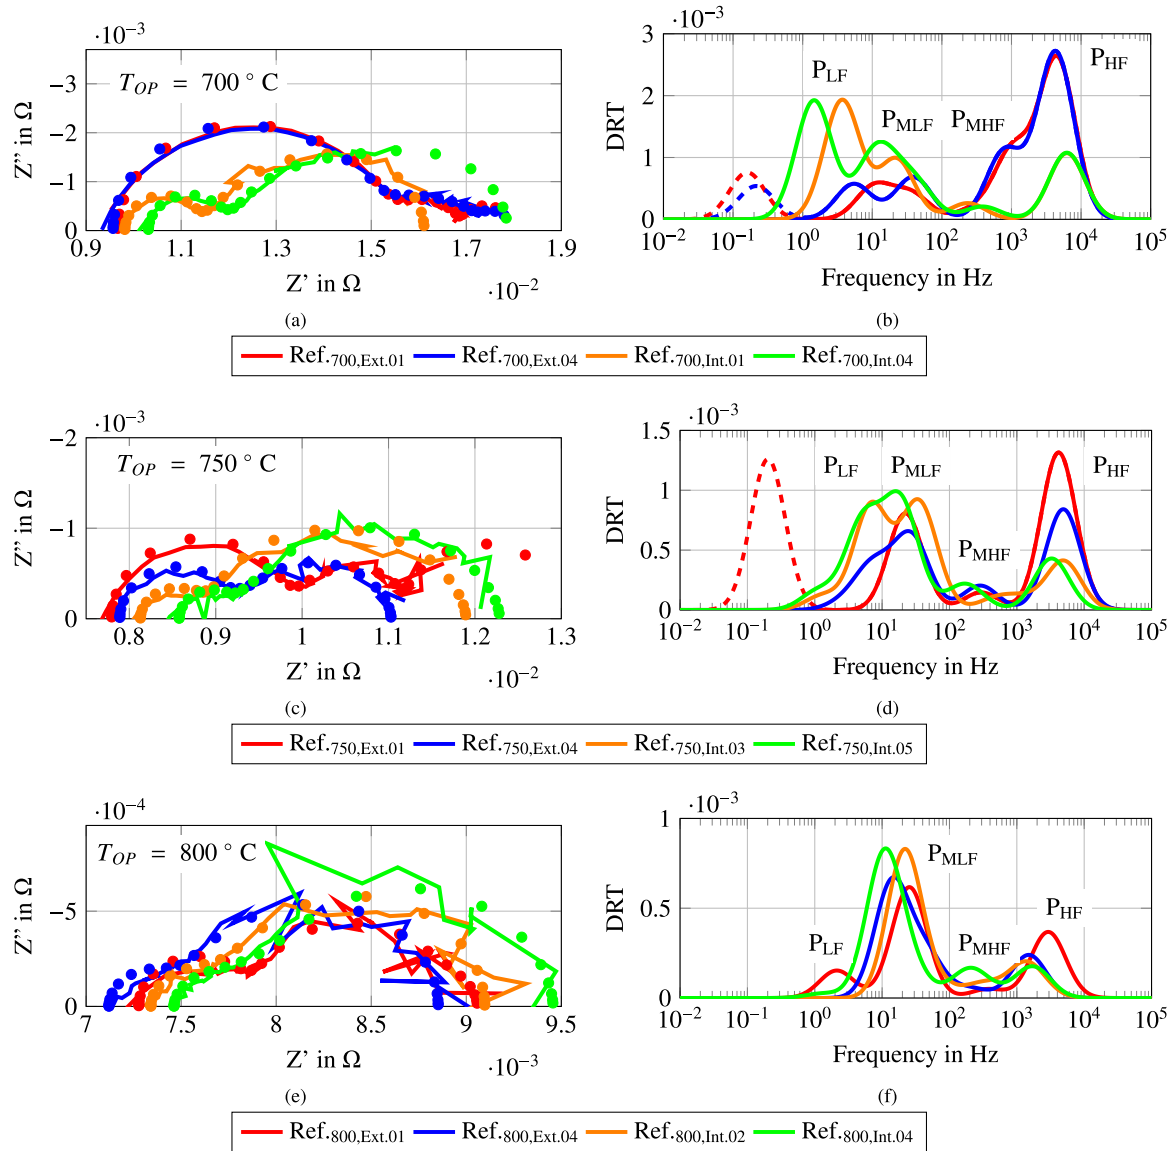 ·10⁻³
T_OP = 700 ° C
Z” in Ω
−3
−2
−1
0
0.9 1.1 1.3 1.5 1.7 1.9
Z’ in Ω
·10⁻²
(a)
·10⁻³
DRT
3
2
1
0
P_LF
P_MLF
P_MHF
P_HF
10⁻² 10⁻¹ 10⁰ 10¹ 10² 10³ 10⁴ 10⁵
Frequency in Hz
(b)
Ref.₇₀₀,Ext.01 Ref.₇₀₀,Ext.04 Ref.₇₀₀,Int.01 Ref.₇₀₀,Int.04
·10⁻³
T_OP = 750 ° C
Z” in Ω
−2
−1
0
0.8 0.9 1 1.1 1.2 1.3
Z’ in Ω
·10⁻²
(c)
·10⁻³
DRT
1.5
1
0.5
0
P_LF
P_MLF
P_MHF
P_HF
10⁻² 10⁻¹ 10⁰ 10¹ 10² 10³ 10⁴ 10⁵
Frequency in Hz
(d)
Ref.₇₅₀,Ext.01 Ref.₇₅₀,Ext.04 Ref.₇₅₀,Int.03 Ref.₇₅₀,Int.05
·10⁻⁴
T_OP = 800 ° C
Z” in Ω
−5
0
7 7.5 8 8.5 9 9.5
Z’ in Ω
·10⁻³
(e)
·10⁻³
DRT
1
0.5
0
P_LF
P_MLF
P_MHF
P_HF
10⁻² 10⁻¹ 10⁰ 10¹ 10² 10³ 10⁴ 10⁵
Frequency in Hz
(f)
Ref.₈₀₀,Ext.01 Ref.₈₀₀,Ext.04 Ref.₈₀₀,Int.02 Ref.₈₀₀,Int.04